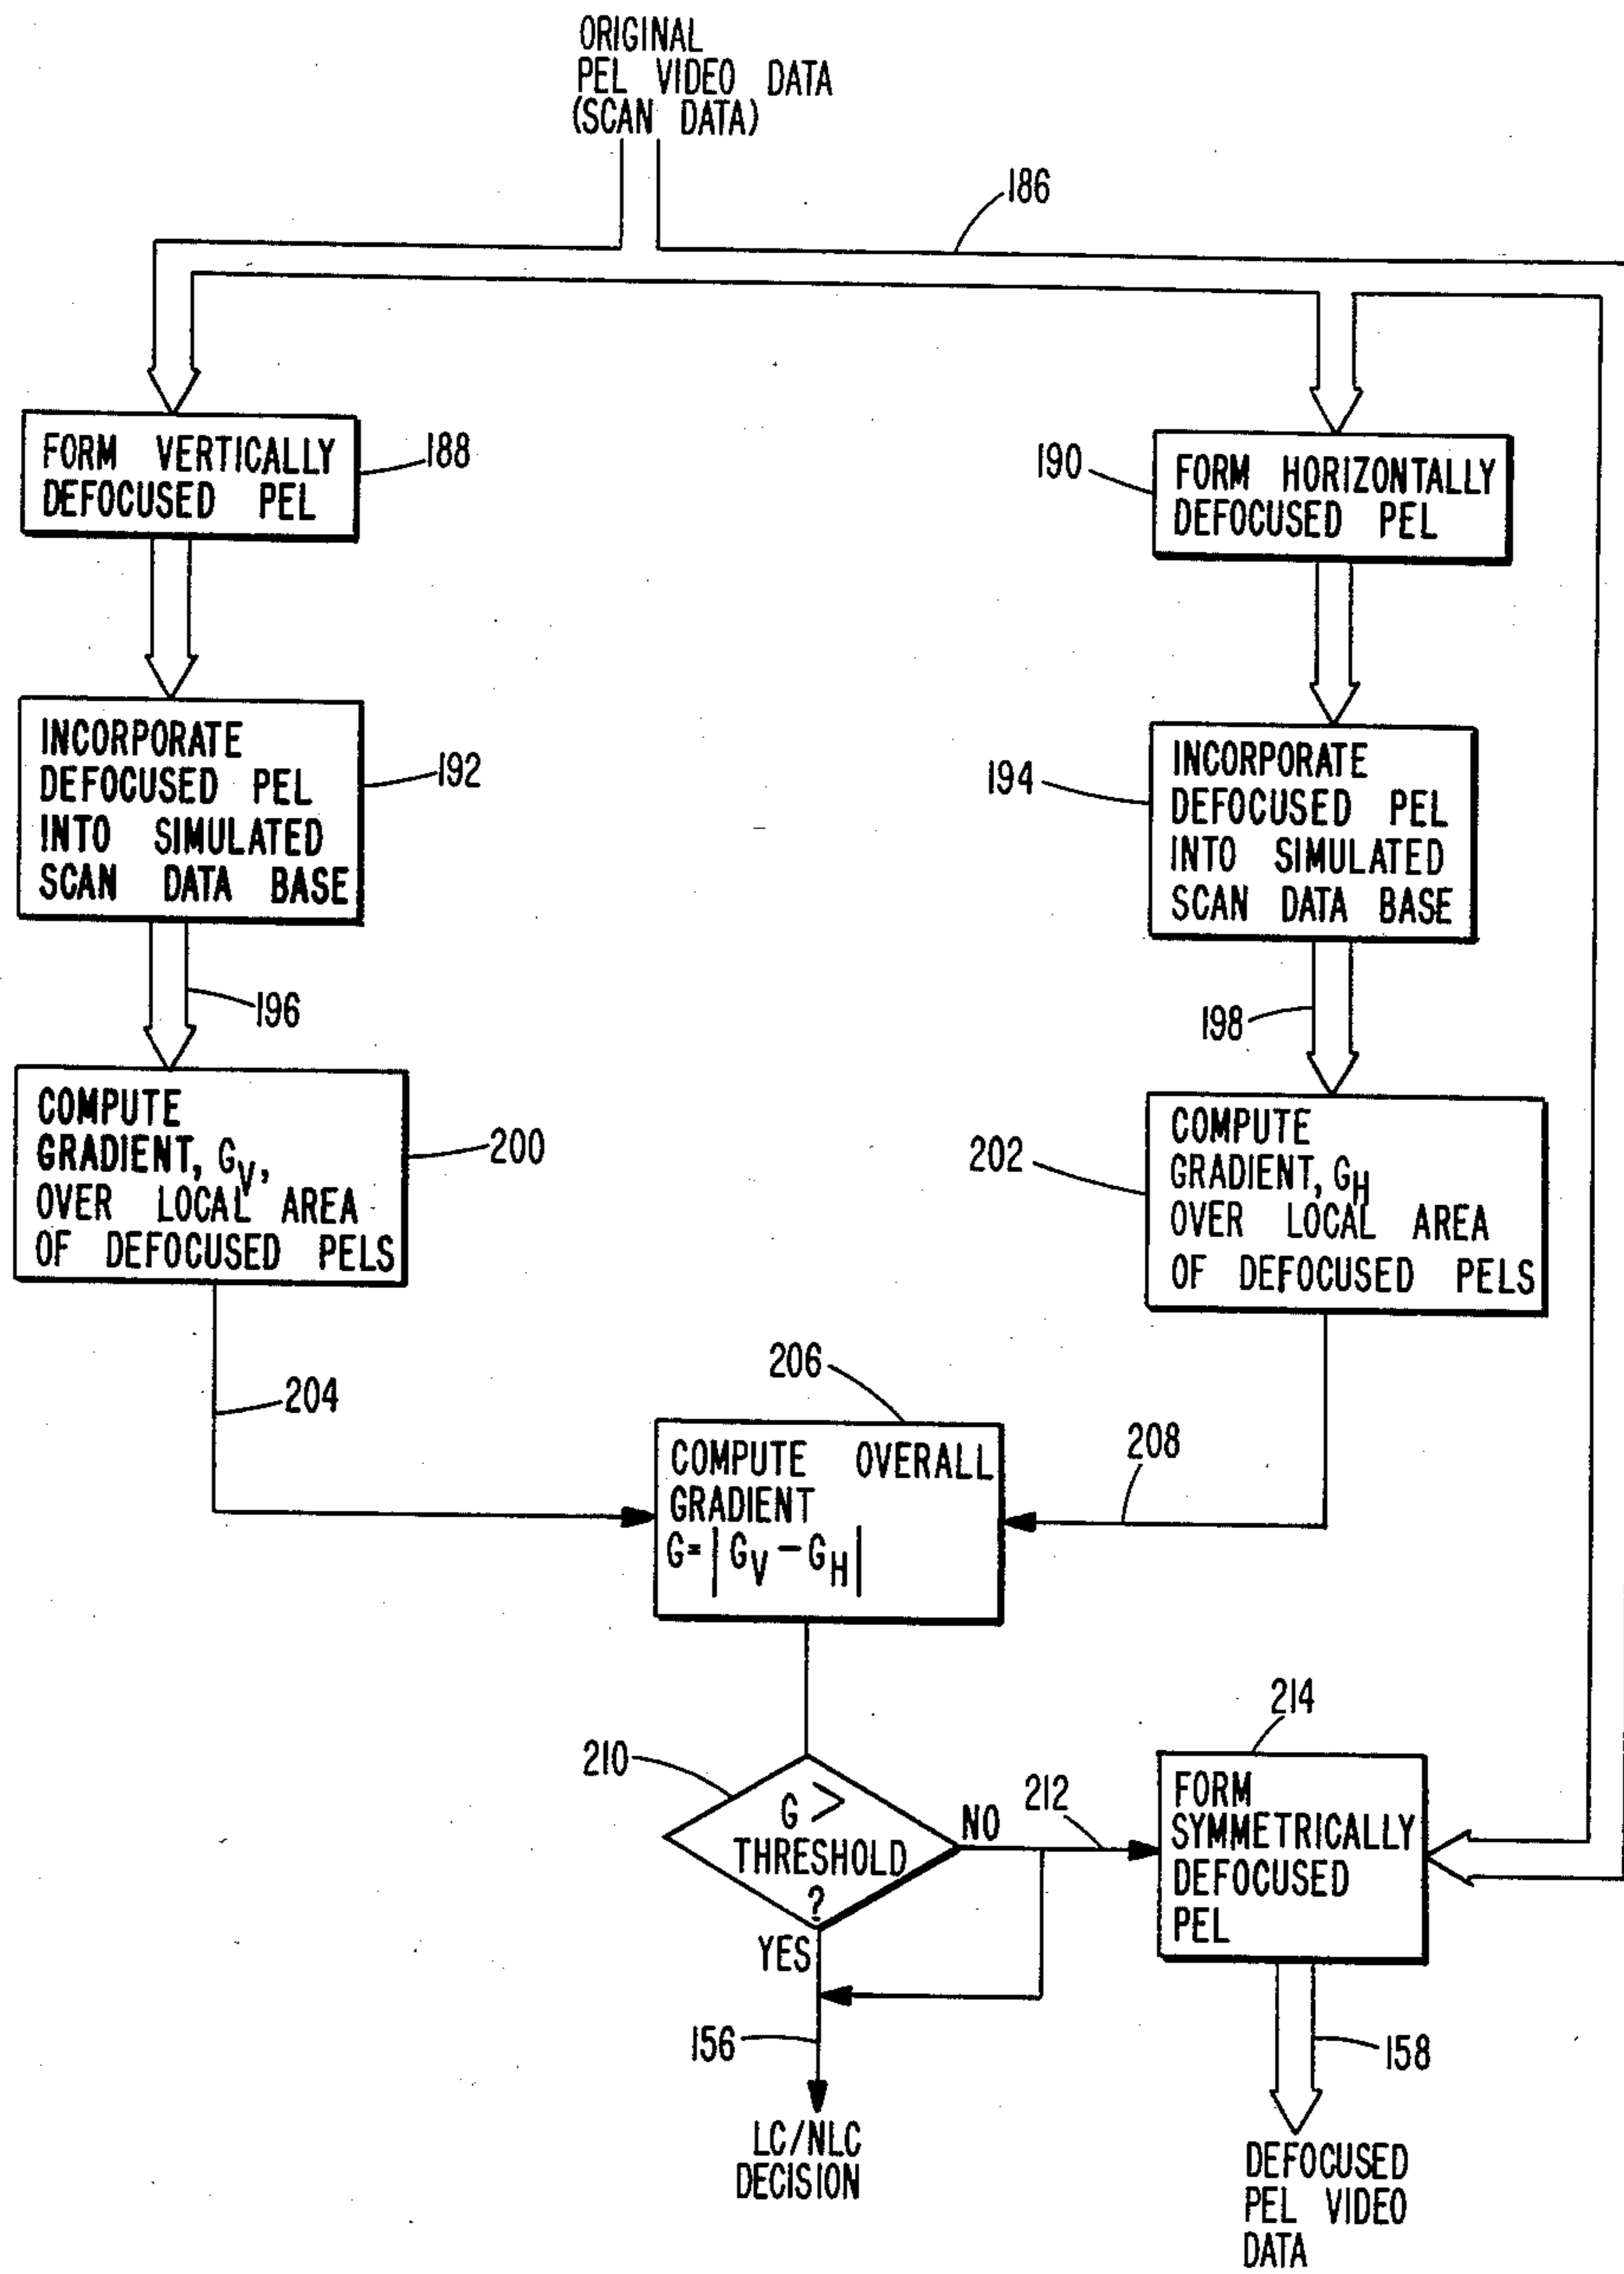 ORIGINAL
PEL VIDEO DATA
(SCAN DATA)
186
FORM VERTICALLY
DEFOCUSED PEL
188
190
FORM HORIZONTALLY
DEFOCUSED PEL
INCORPORATE
DEFOCUSED PEL
INTO SIMULATED
SCAN DATA BASE
192
194
INCORPORATE
DEFOCUSED PEL
INTO SIMULATED
SCAN DATA BASE
196
198
COMPUTE
GRADIENT, GV,
OVER LOCAL AREA
OF DEFOCUSED PELS
200
202
COMPUTE
GRADIENT, GH
OVER LOCAL AREA
OF DEFOCUSED PELS
204
206
208
COMPUTE OVERALL
GRADIENT
G=|GV-GH|
210
G >
THRESHOLD
?
NO
212
214
FORM
SYMMETRICALLY
DEFOCUSED
PEL
YES
156
158
LC/NLC
DECISION
DEFOCUSED
PEL VIDEO
DATA